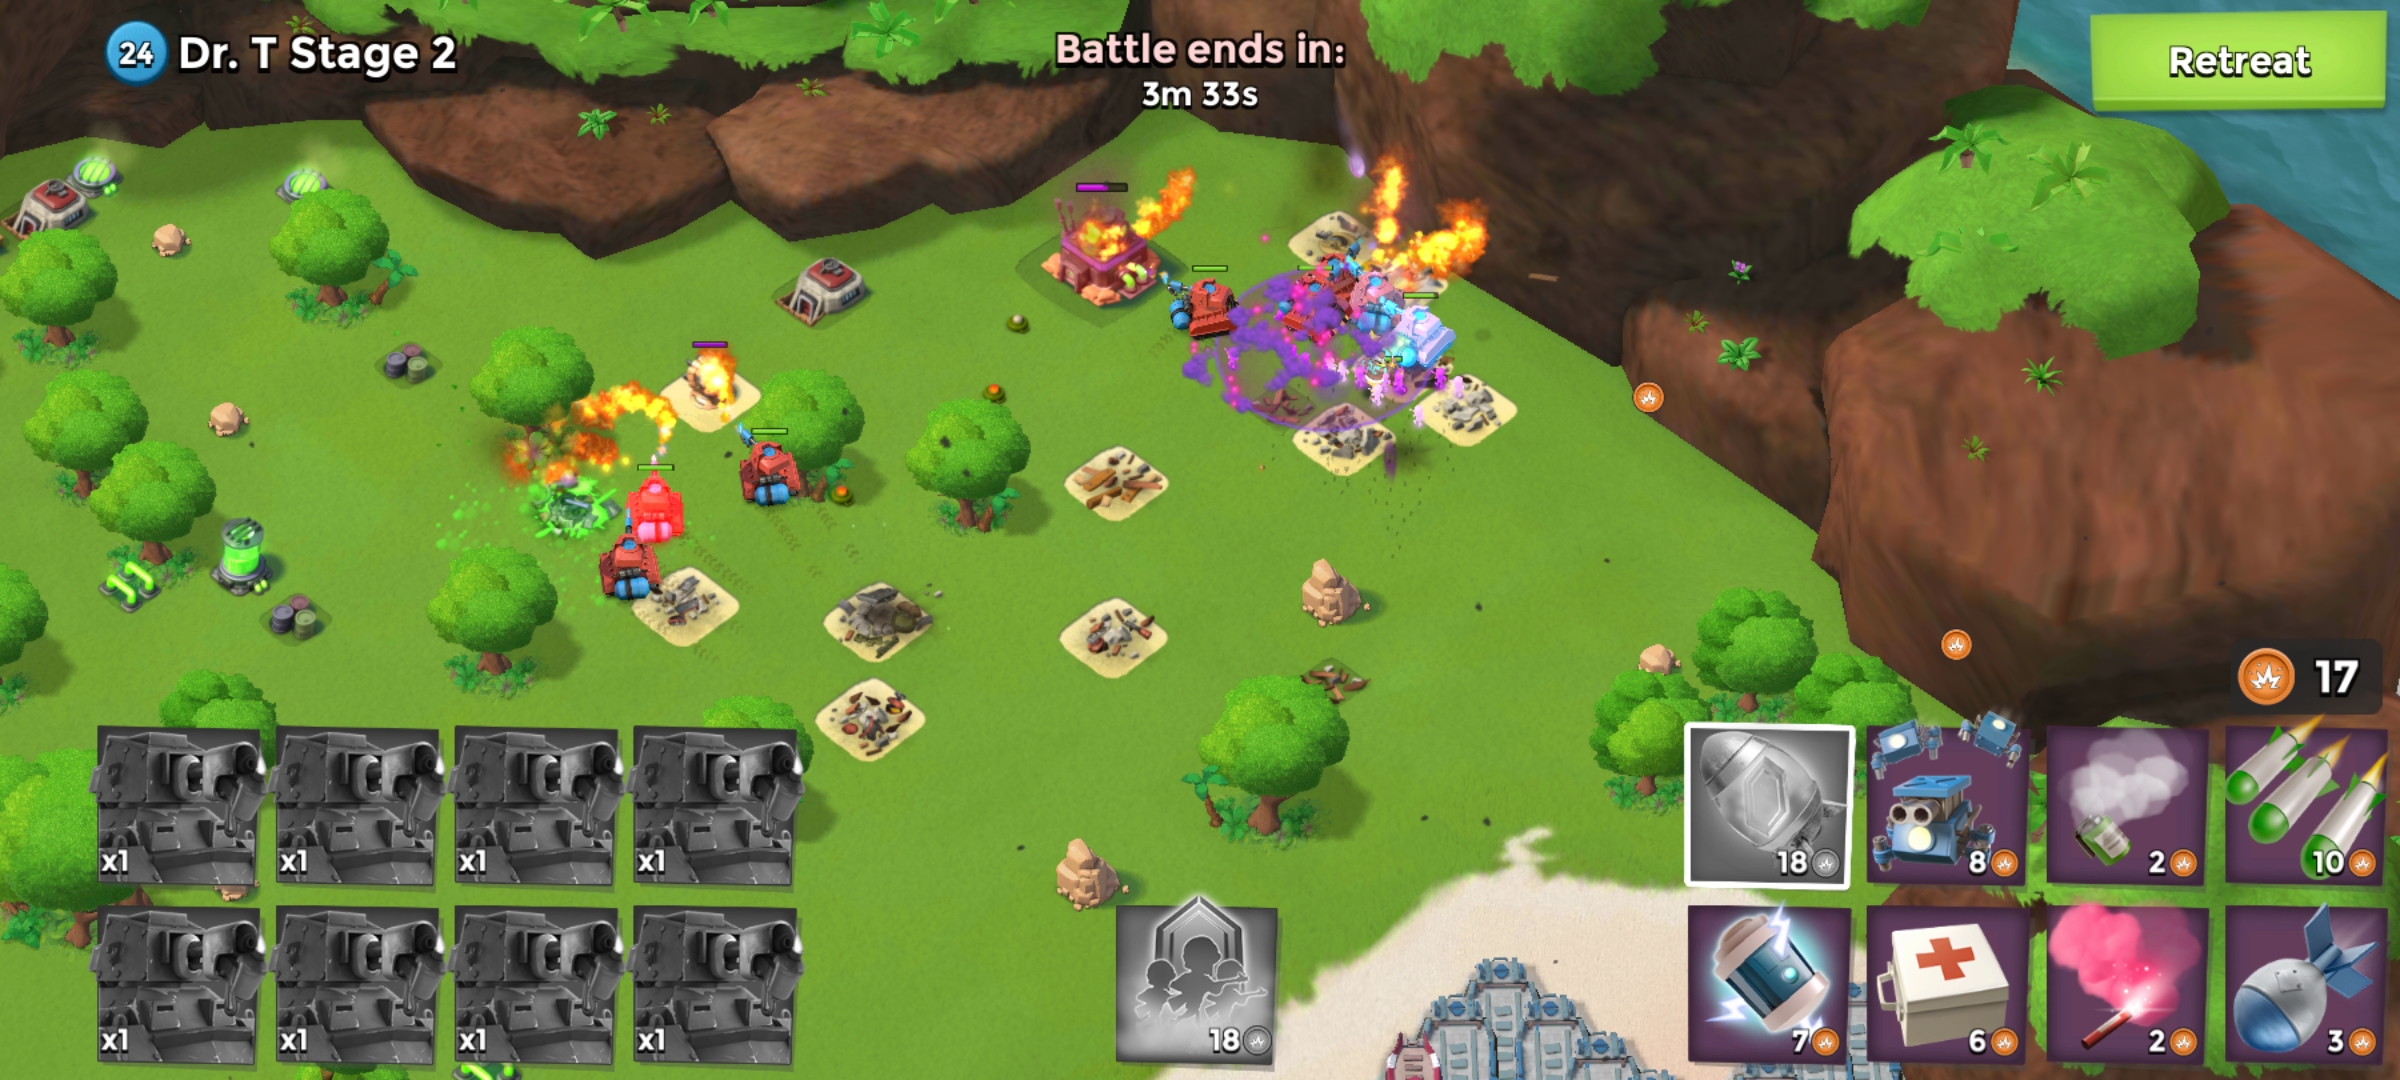 24 Dr. T Stage 2
Battle ends in:
3m 33s
Retreat
17
x1 x1 x1 x1
18 8 2 10
x1 x1 x1 x1
18
7 6 2 3